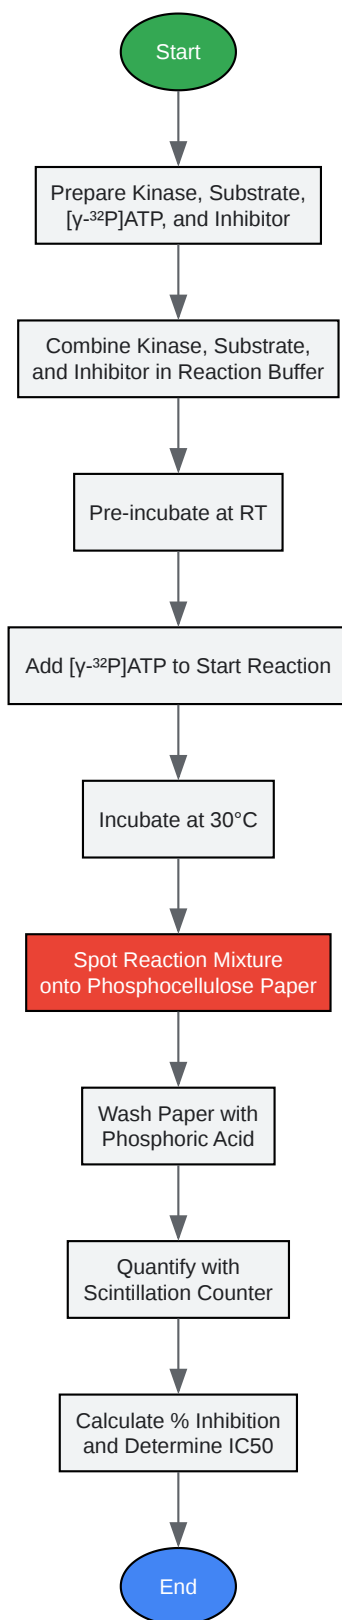 Start
Prepare Kinase, Substrate,
[γ-³²P]ATP, and Inhibitor
Combine Kinase, Substrate,
and Inhibitor in Reaction Buffer
Pre-incubate at RT
Add [γ-³²P]ATP to Start Reaction
Incubate at 30°C
Spot Reaction Mixture
onto Phosphocellulose Paper
Wash Paper with
Phosphoric Acid
Quantify with
Scintillation Counter
Calculate % Inhibition
and Determine IC50
End